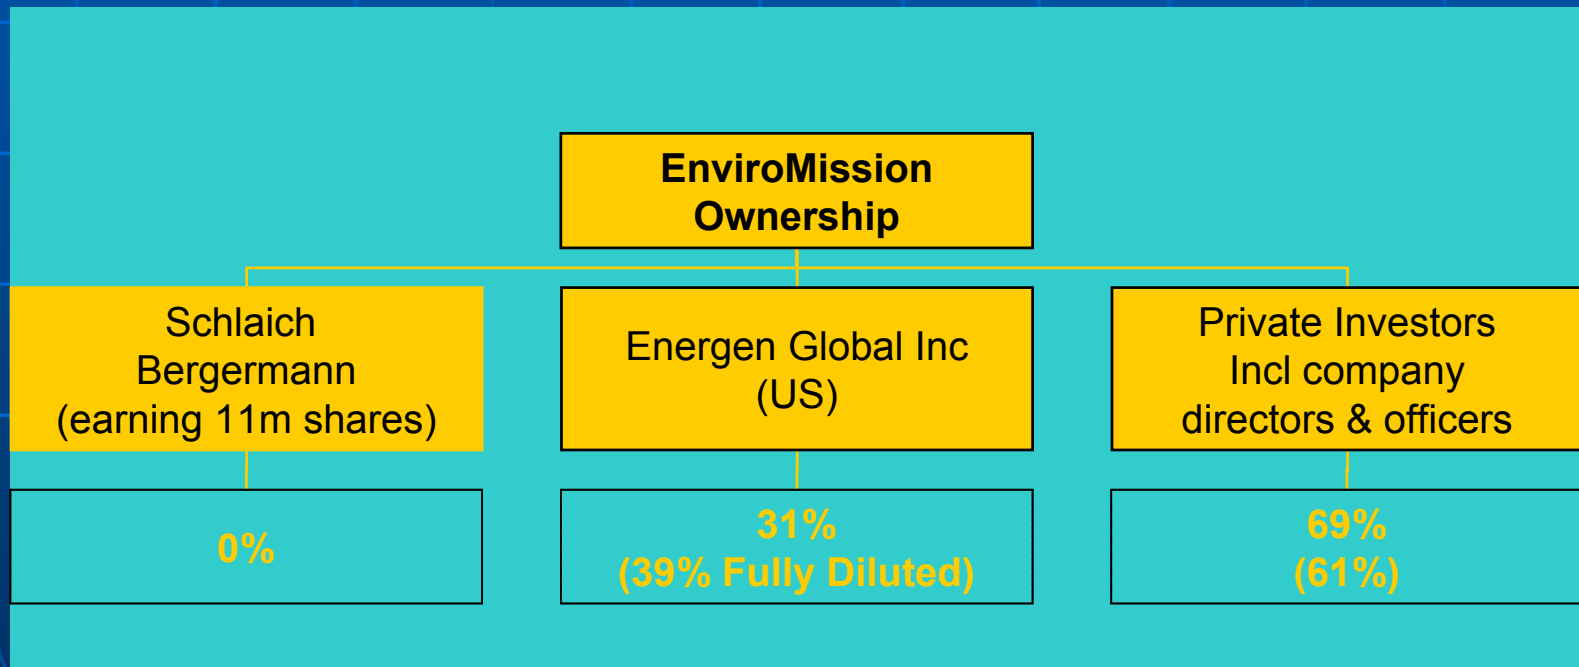 EnviroMission
Ownership
Schlaich
Bergermann
(earning 11m shares)
Energen Global Inc
(US)
Private Investors
Incl company
directors & officers
0%
31%
(39% Fully Diluted)
69%
(61%)